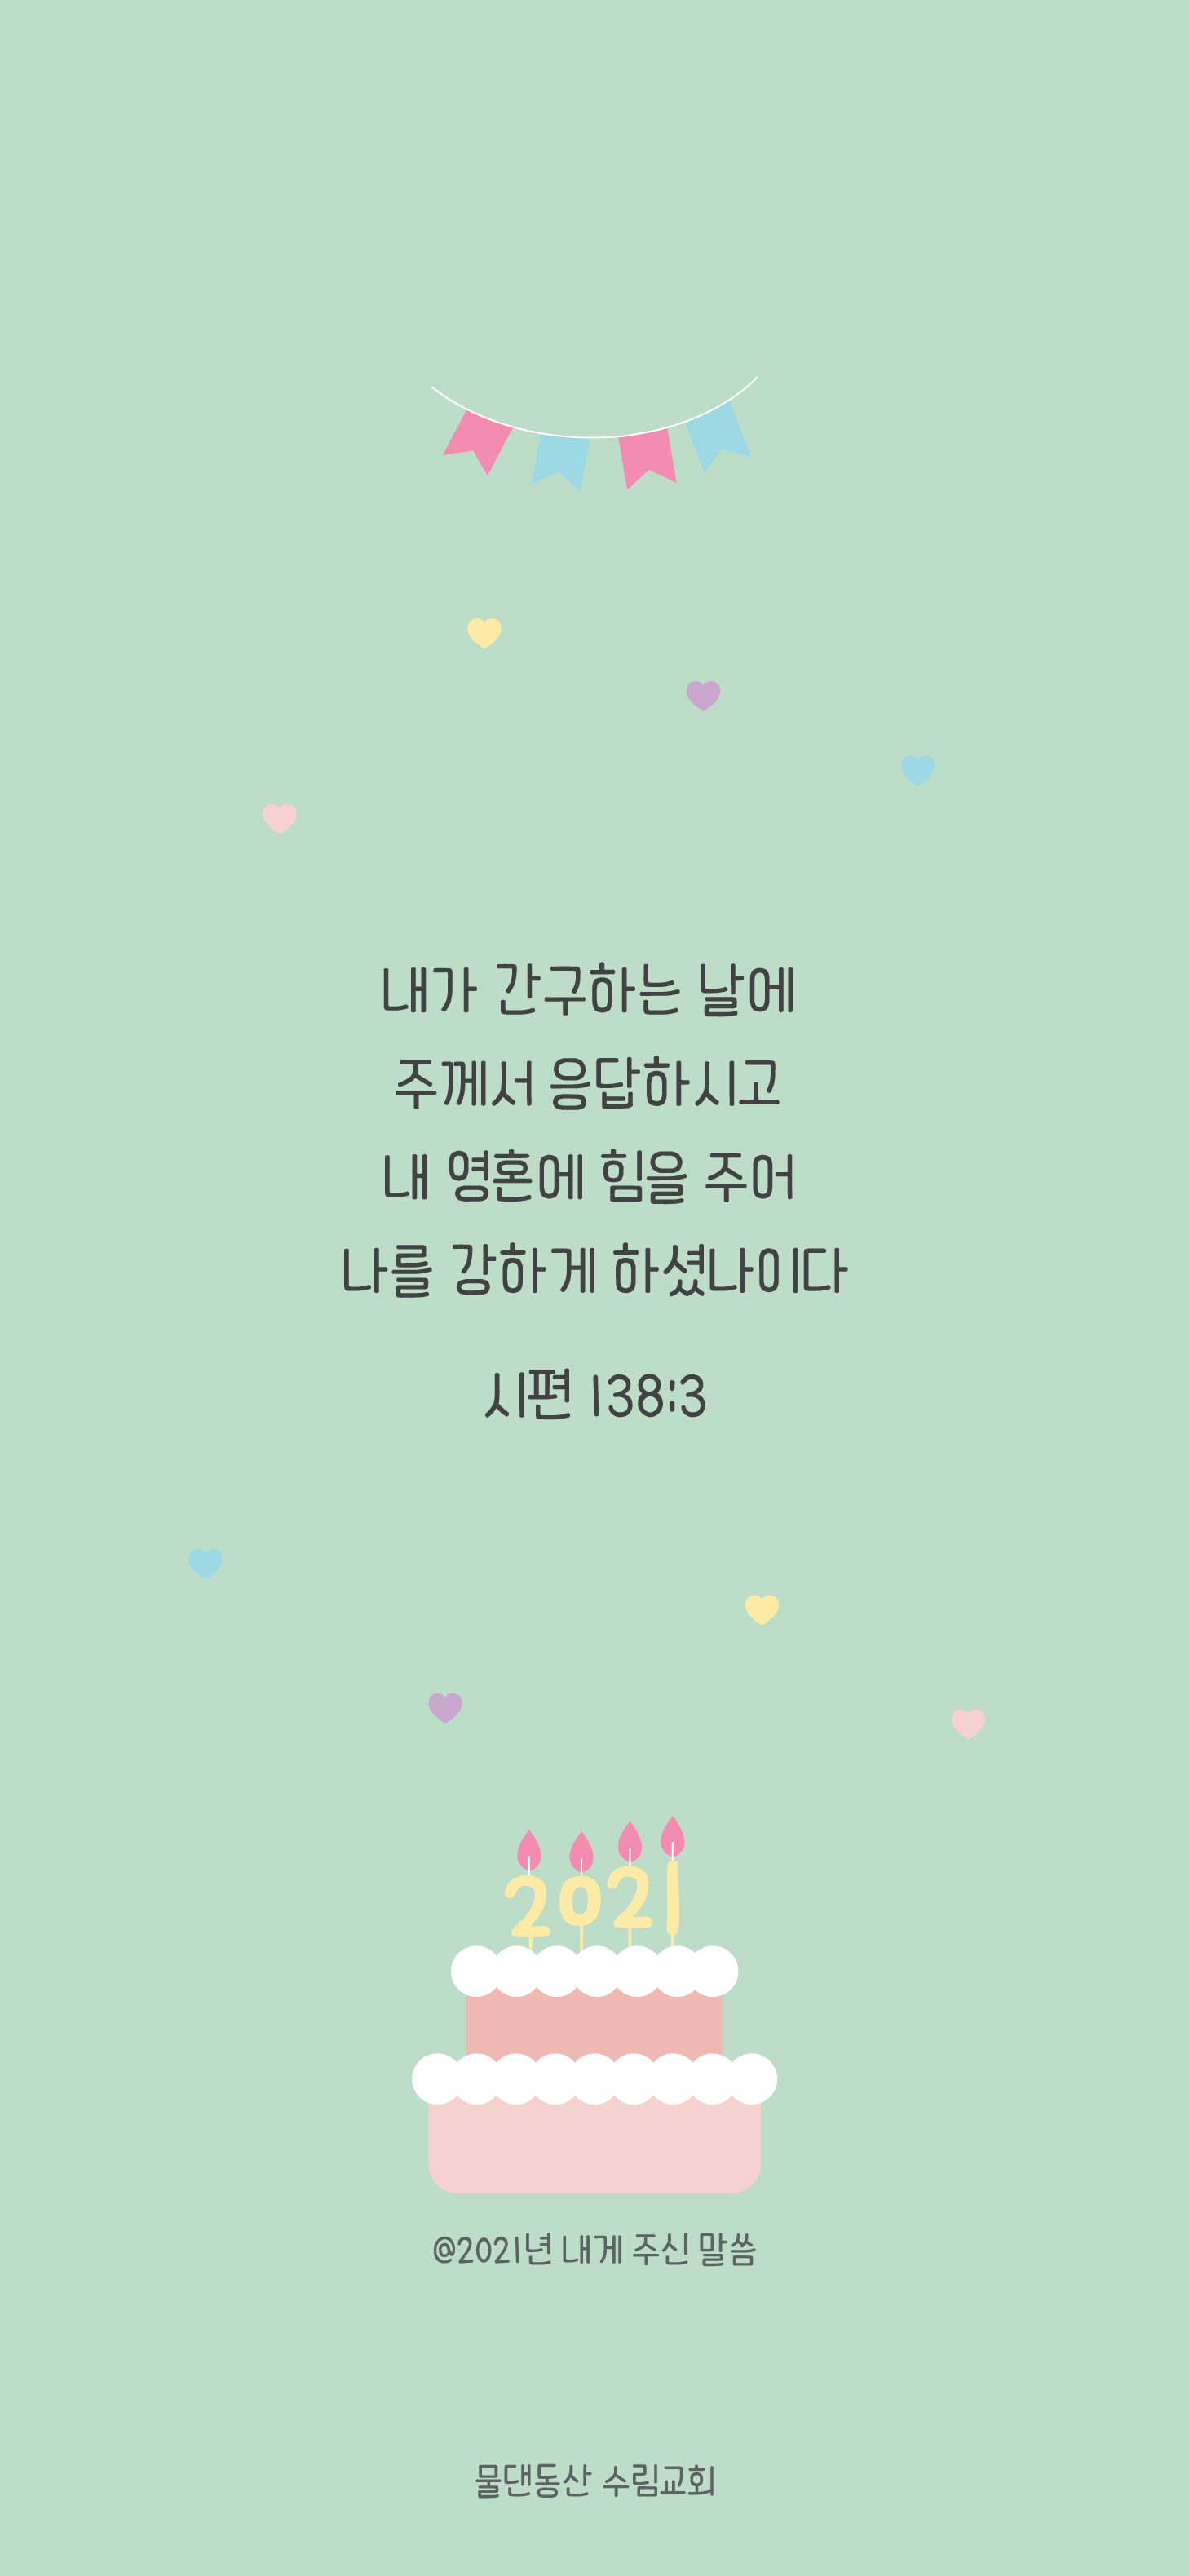 내가 간구하는 날에
주께서 응답하시고
내 영혼에 힘을 주어
나를 강하게 하셨나이다
시편 138:3
2021
@2021년 내게 주신 말씀
물댄동산 수림교회